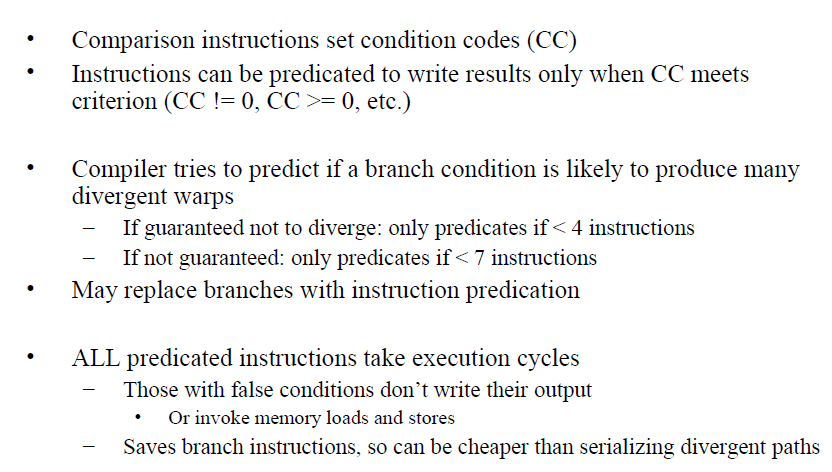 • Comparison instructions set condition codes (CC)
• Instructions can be predicated to write results only when CC meets
criterion (CC != 0, CC >= 0, etc.)
• Compiler tries to predict if a branch condition is likely to produce many
divergent warps
– If guaranteed not to diverge: only predicates if < 4 instructions
– If not guaranteed: only predicates if < 7 instructions
• May replace branches with instruction predication
• ALL predicated instructions take execution cycles
– Those with false conditions don’t write their output
• Or invoke memory loads and stores
– Saves branch instructions, so can be cheaper than serializing divergent paths